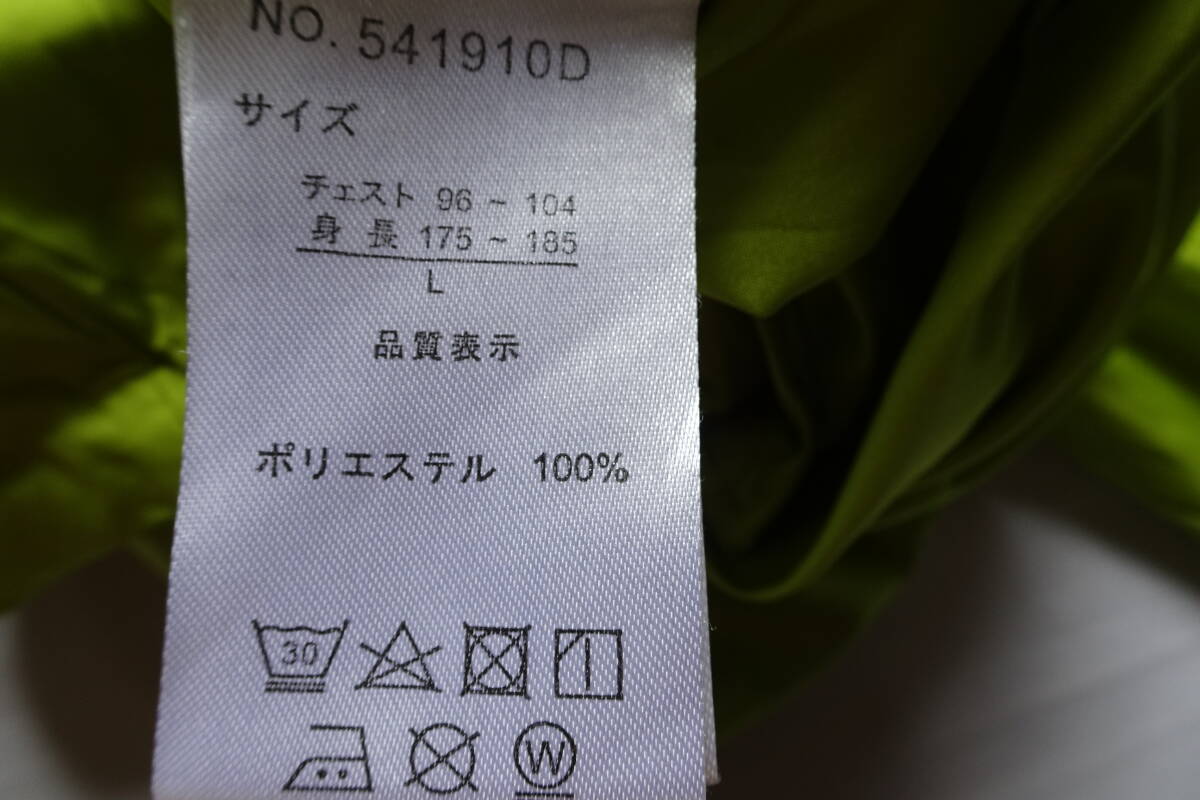 NO. 541910D
サイズ
チェスト 96 ~ 104
身長 175 ~ 185
L
品質表示
ポリエステル 100%
30
W